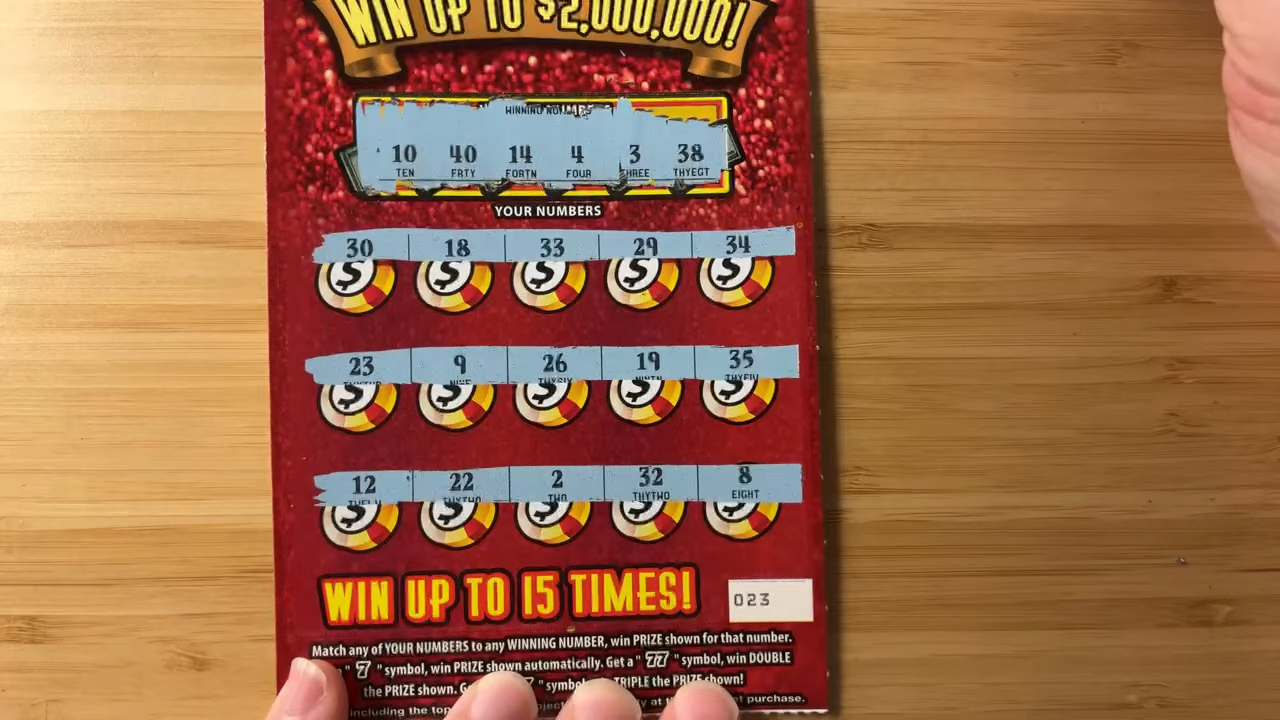 WIN UP TO $2,000,000!
WINNING NUMBERS
10 40 14 4 3 38
TEN FRTY FORTN FOUR THREE THYEGT
YOUR NUMBERS
30 18 33 29 34
$ $ $ $ $
23 9 26 19 35
$ $ $ $ $
12 22 2 32 8
THYTWO EIGHT
$ $ $ $ $
WIN UP TO 15 TIMES!
023
Match any of YOUR NUMBERS to any WINNING NUMBER, win PRIZE shown for that number.
" 7 " symbol, win PRIZE shown automatically. Get a " 77 " symbol, win DOUBLE
the PRIZE shown. " symbol, TRIPLE the PRIZE shown!
including the top purchase.